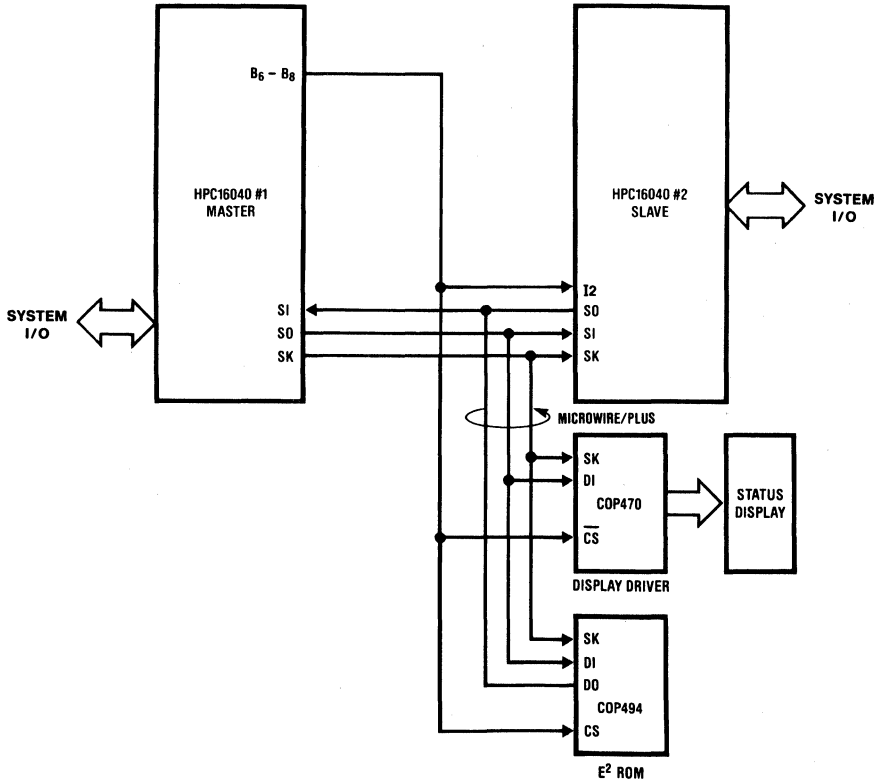 B6 – B8
HPC16040 #1
MASTER
SYSTEM
I/O
SI
SO
SK
HPC16040 #2
SLAVE
SYSTEM
I/O
I2
SO
SI
SK
MICROWIRE/PLUS
SK
DI
COP470
CS
DISPLAY DRIVER
STATUS
DISPLAY
SK
DI
DO
COP494
CS
E² ROM